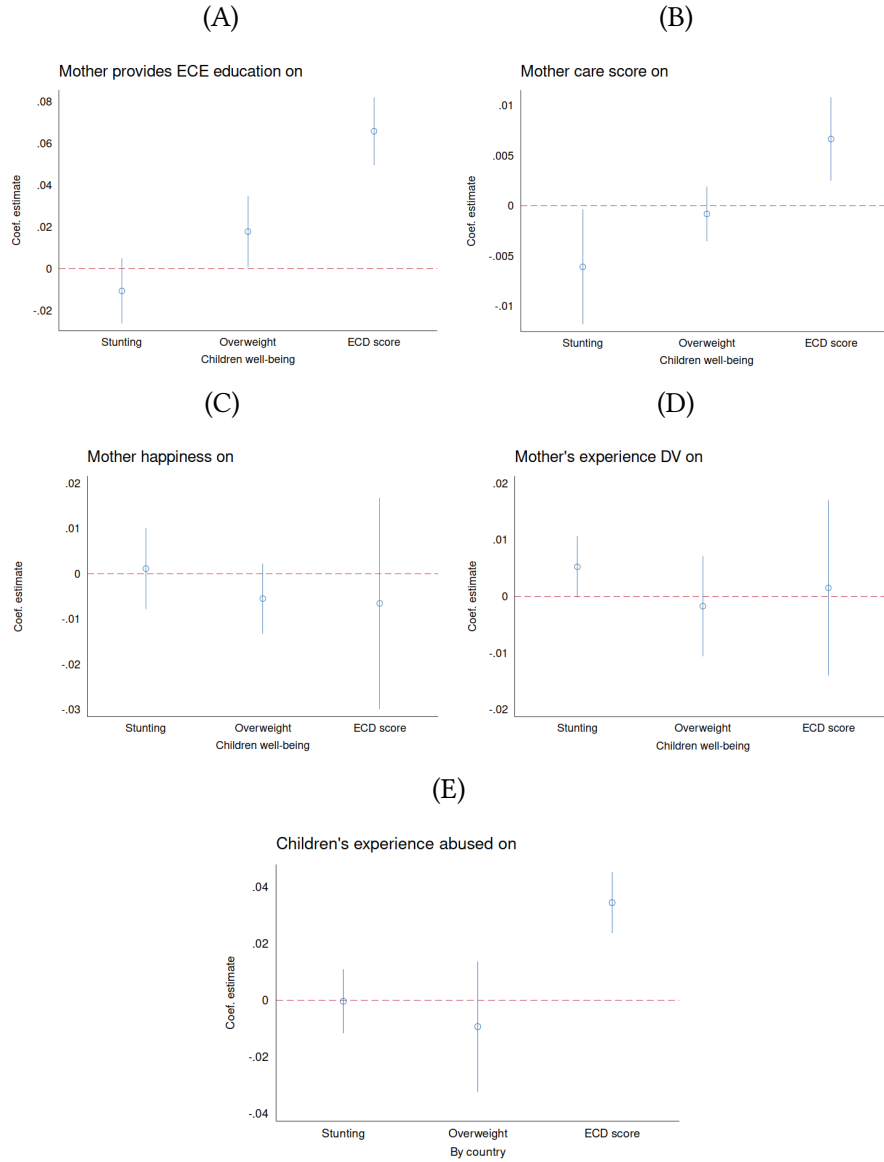 (A)
(B)
Mother provides ECE education on
Mother care score on
.08
.06
.04
.02
0
-.02
Coef. estimate
Stunting
Overweight
ECD score
Children well-being
.01
.005
0
-.005
-.01
Coef. estimate
Stunting
Overweight
ECD score
Children well-being
(C)
(D)
Mother happiness on
Mother's experience DV on
.02
.01
0
-.01
-.02
-.03
Coef. estimate
Stunting
Overweight
ECD score
Children well-being
.02
.01
0
-.01
-.02
Coef. estimate
Stunting
Overweight
ECD score
Children well-being
(E)
Children's experience abused on
.04
.02
0
-.02
-.04
Coef. estimate
Stunting
Overweight
ECD score
By country